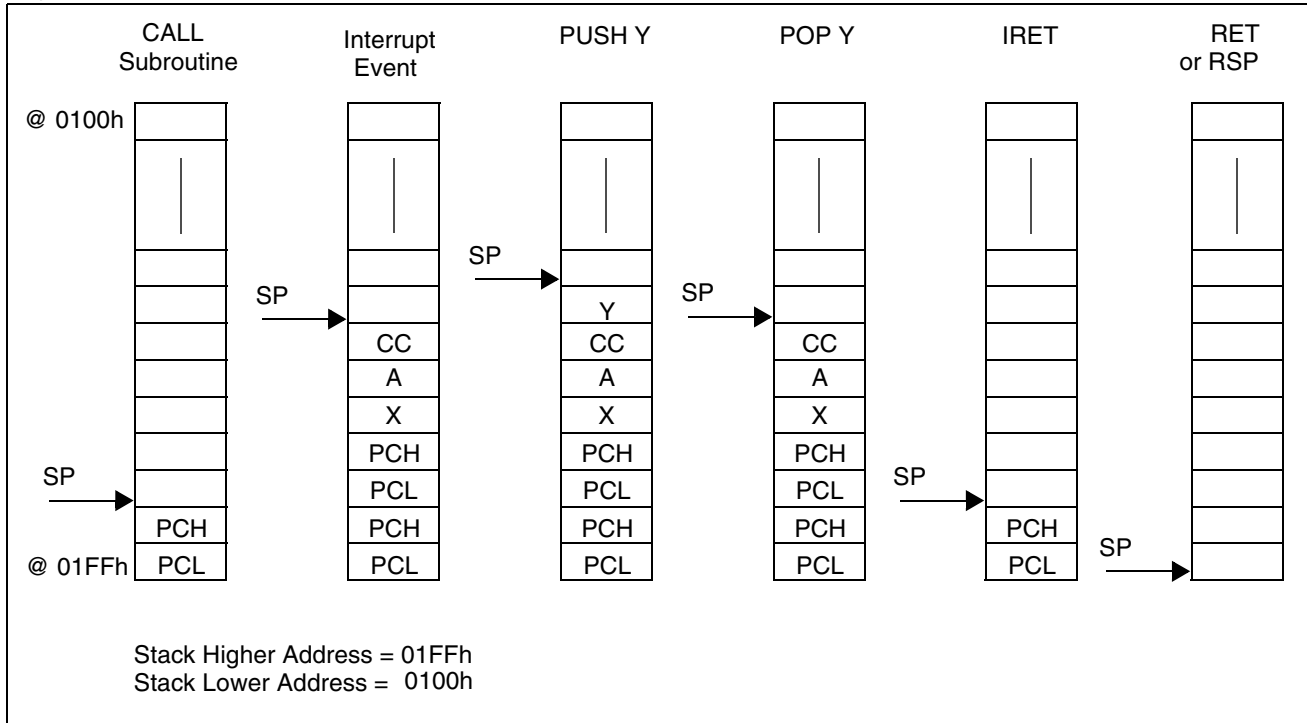 CALL
Subroutine
Interrupt
Event
PUSH Y
POP Y
IRET
RET
or RSP
@ 0100h
SP
SP
SP
Y
CC
CC
CC
A
A
A
X
X
X
PCH
PCH
PCH
SP
SP
PCL
PCL
PCL
PCH
PCH
PCH
PCH
PCH
SP
@ 01FFh
PCL
PCL
PCL
PCL
PCL
Stack Higher Address = 01FFh
Stack Lower Address = 0100h